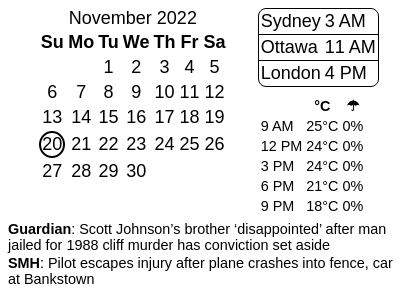 November 2022
Su Mo Tu We Th Fr Sa
1 2 3 4 5
6 7 8 9 10 11 12
13 14 15 16 17 18 19
20 21 22 23 24 25 26
27 28 29 30
Sydney 3 AM
Ottawa 11 AM
London 4 PM
°C ☂
9 AM 25°C 0%
12 PM 24°C 0%
3 PM 24°C 0%
6 PM 21°C 0%
9 PM 18°C 0%
Guardian: Scott Johnson’s brother ‘disappointed’ after man
jailed for 1988 cliff murder has conviction set aside
SMH: Pilot escapes injury after plane crashes into fence, car
at Bankstown